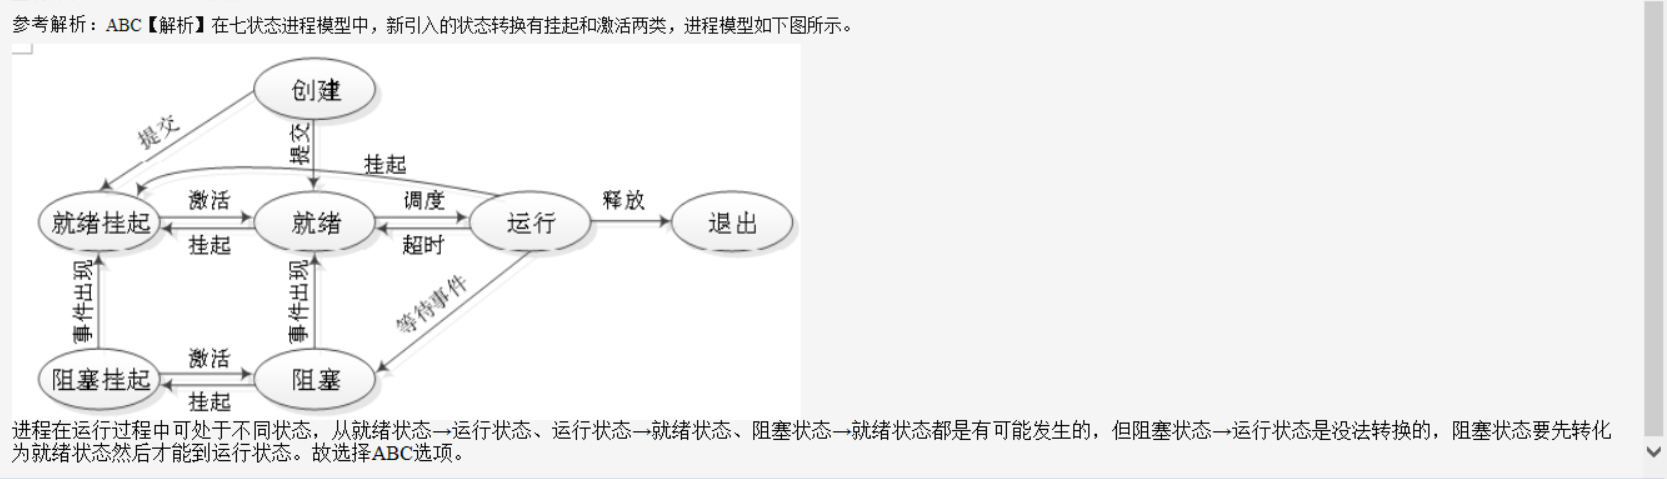 参考解析：ABC【解析】在七状态进程模型中，新引入的状态转换有挂起和激活两类，进程模型如下图所示。
创建
提交
提交
挂起
激活
调度
释放
就绪挂起
就绪
运行
退出
挂起
超时
事件出现
事件出现
等待事件
激活
阻塞挂起
阻塞
挂起
进程在运行过程中可处于不同状态，从就绪状态→运行状态、运行状态→就绪状态、阻塞状态→就绪状态都是有可能发生的，但阻塞状态→运行状态是没法转换的，阻塞状态要先转化
为就绪状态然后才能到运行状态。故选择ABC选项。